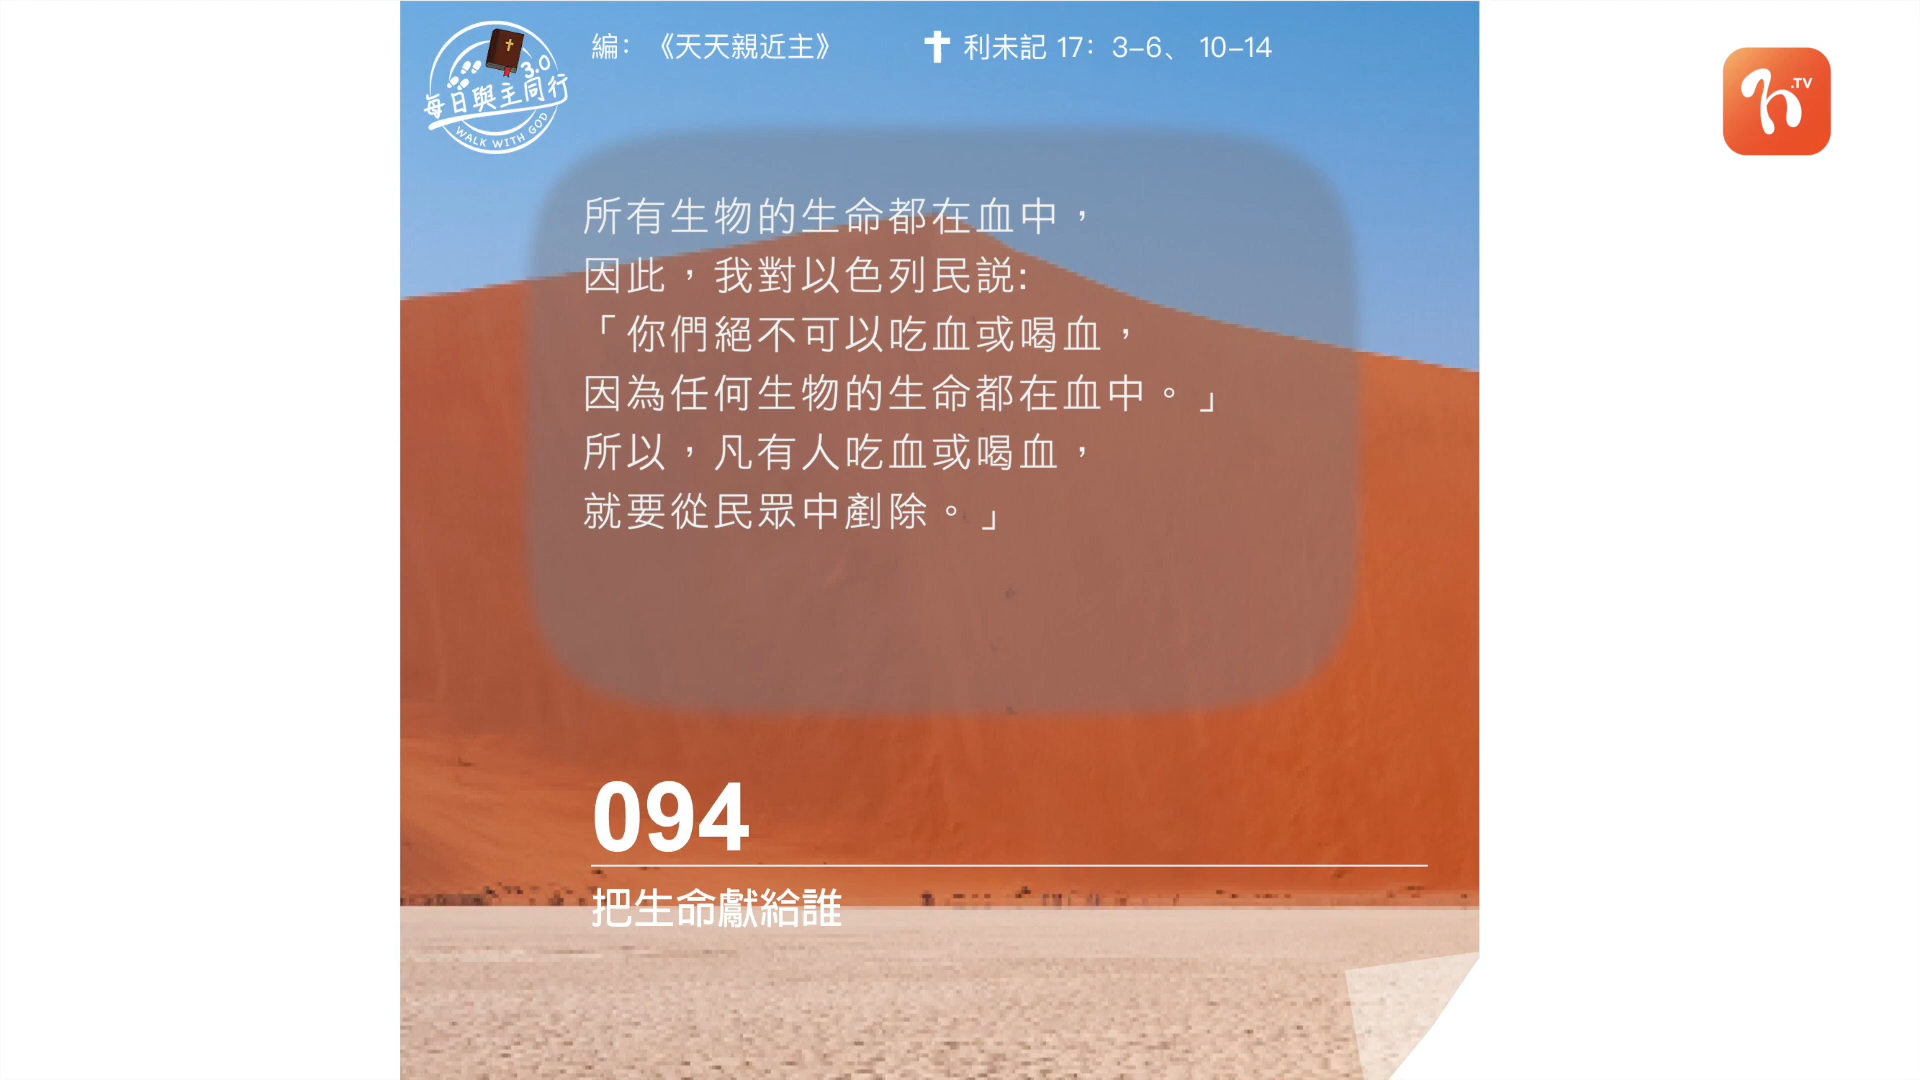 編：《天天親近主》
利未記 17：3-6、10-14
3.0
每日與主同行
WALK WITH GOD
h.TV
所有生物的生命都在血中，
因此，我對以色列民説:
「你們絕不可以吃血或喝血，
因為任何生物的生命都在血中。」
所以，凡有人吃血或喝血，
就要從民眾中剷除。」
094
把生命獻給誰